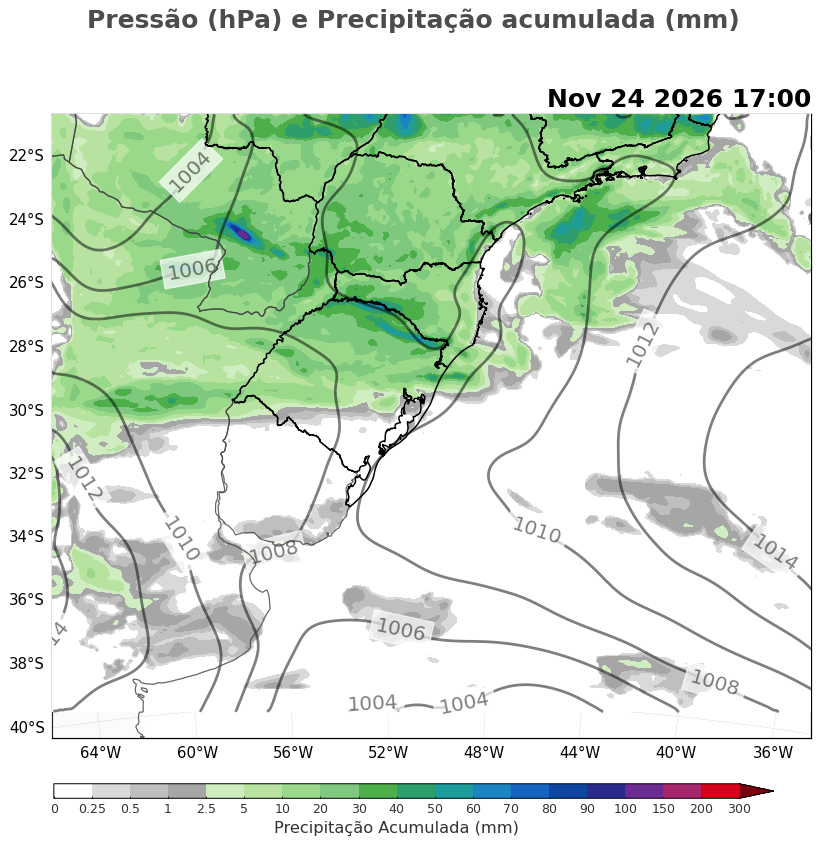 Pressão (hPa) e Precipitação acumulada (mm)
Nov 24 2026 17:00
22°S
24°S
26°S
28°S
30°S
32°S
34°S
36°S
38°S
40°S
1004
1006
1012
1012
1010
1008
1010
1014
14
1006
1008
1004
1004
64°W 60°W 56°W 52°W 48°W 44°W 40°W 36°W
0 0.25 0.5 1 2.5 5 10 20 30 40 50 60 70 80 90 100 150 200 300
Precipitação Acumulada (mm)